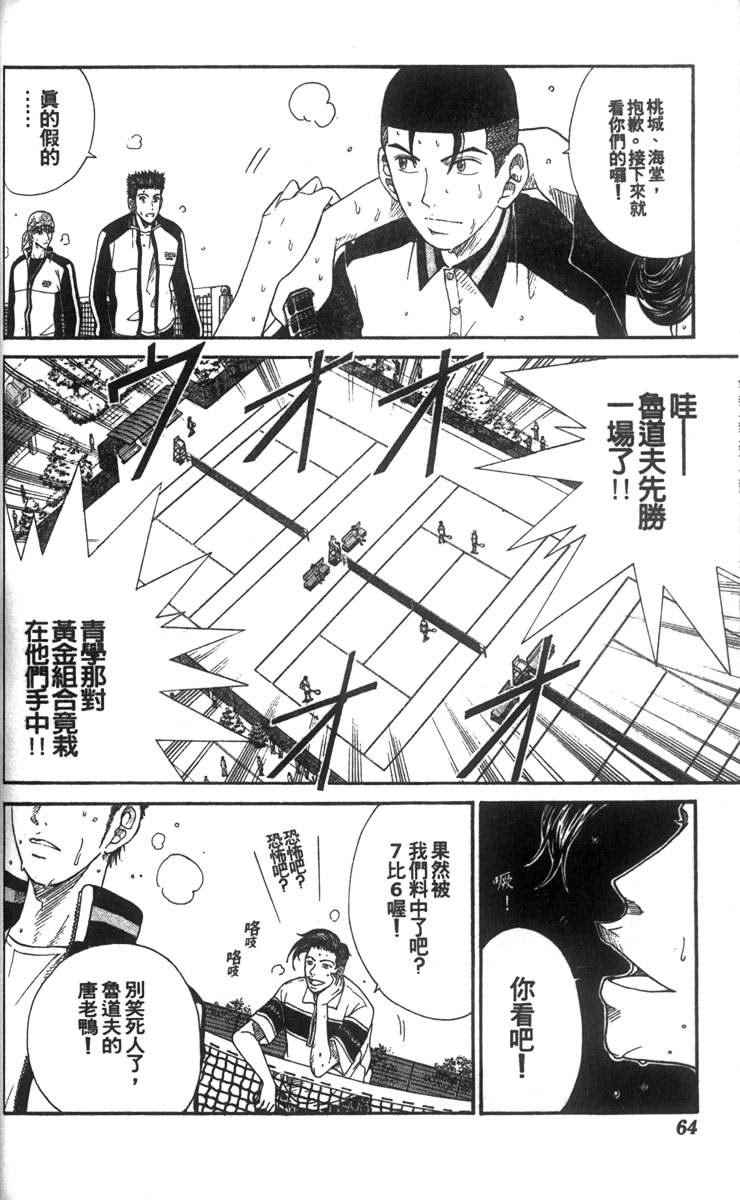 桃城、海堂，
抱歉。接下來就
看你們的囉！
眞的假的
……
哇——
魯道夫先勝
一場了！！
ワオオオオ
青學那對
黃金組合竟栽
在他們手中！！
噘！
你看吧！
果然被
我們料中了吧？
7比6喔！
恐怖吧？
恐怖吧？
咯吱
咯吱
別笑死人了，
魯道夫的
唐老鴨！
64